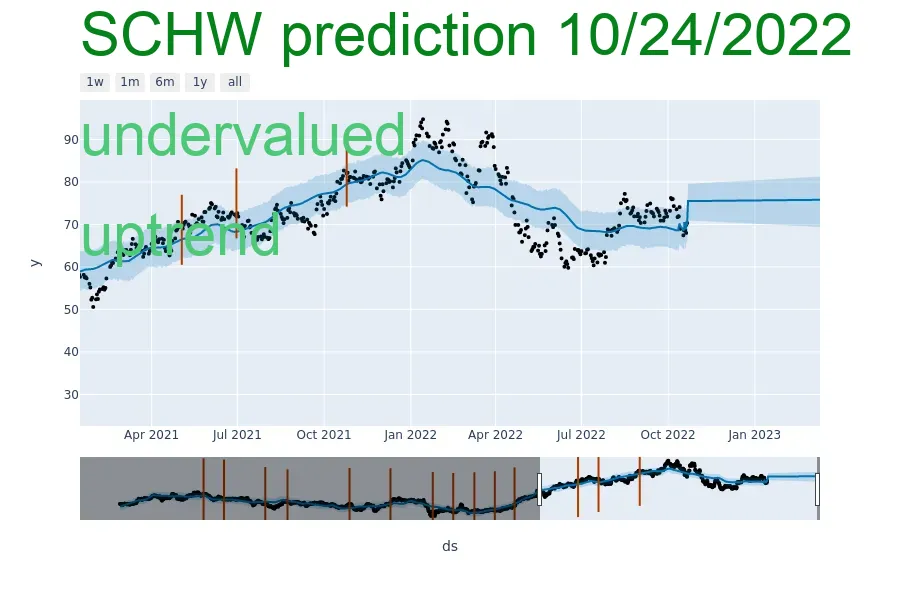 SCHW prediction 10/24/2022
1w 1m 6m 1y all
undervalued
uptrend
90
80
70
60
50
40
30
y
Apr 2021 Jul 2021 Oct 2021 Jan 2022 Apr 2022 Jul 2022 Oct 2022 Jan 2023
ds